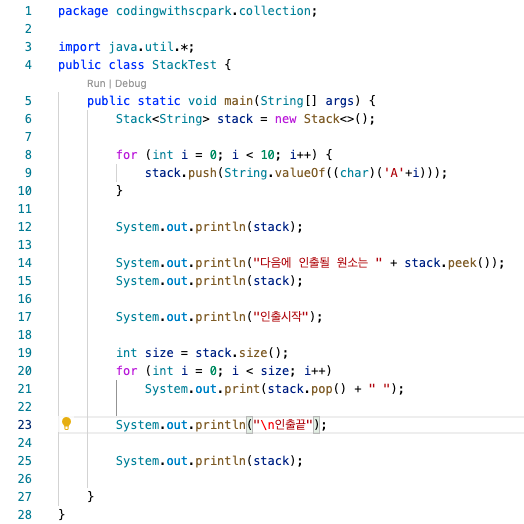 1 package codingwithscpark.collection;
2
3 import java.util.*;
4 public class StackTest {
Run | Debug
5 public static void main(String[] args) {
6 Stack<String> stack = new Stack<>();
7
8 for (int i = 0; i < 10; i++) {
9 stack.push(String.valueOf((char)('A'+i)));
10 }
11
12 System.out.println(stack);
13
14 System.out.println("다음에 인출될 원소는 " + stack.peek());
15 System.out.println(stack);
16
17 System.out.println("인출시작");
18
19 int size = stack.size();
20 for (int i = 0; i < size; i++)
21 System.out.print(stack.pop() + " ");
22
23 System.out.println("\n인출끝");
24
25 System.out.println(stack);
26
27 }
28 }